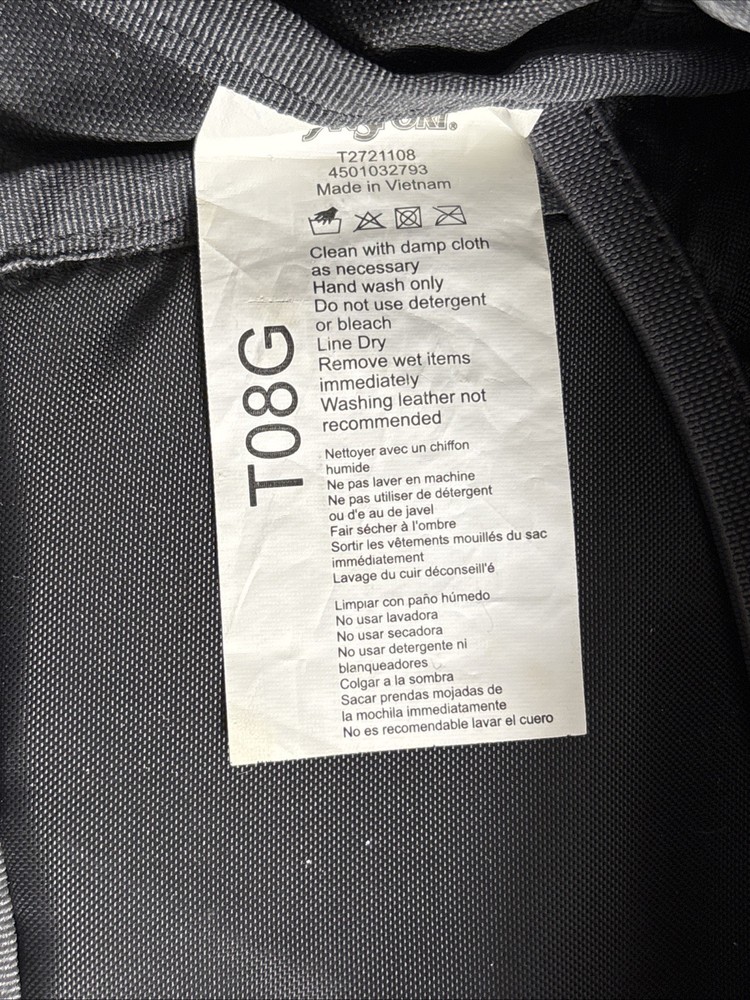 T2721108
4501032793
Made in Vietnam
Clean with damp cloth
as necessary
Hand wash only
Do not use detergent
or bleach
Line Dry
Remove wet items
immediately
Washing leather not
recommended
T08G
Nettoyer avec un chiffon
humide
Ne pas laver en machine
Ne pas utiliser de détergent
ou d'e au de javel
Fair sécher à l'ombre
Sortir les vêtements mouillés du sac
immédiatement
Lavage du cuir déconseill'é
Limpiar con paño húmedo
No usar lavadora
No usar secadora
No usar detergente ni
blanqueadores
Colgar a la sombra
Sacar prendas mojadas de
la mochila immediatamente
No es recomendable lavar el cuero